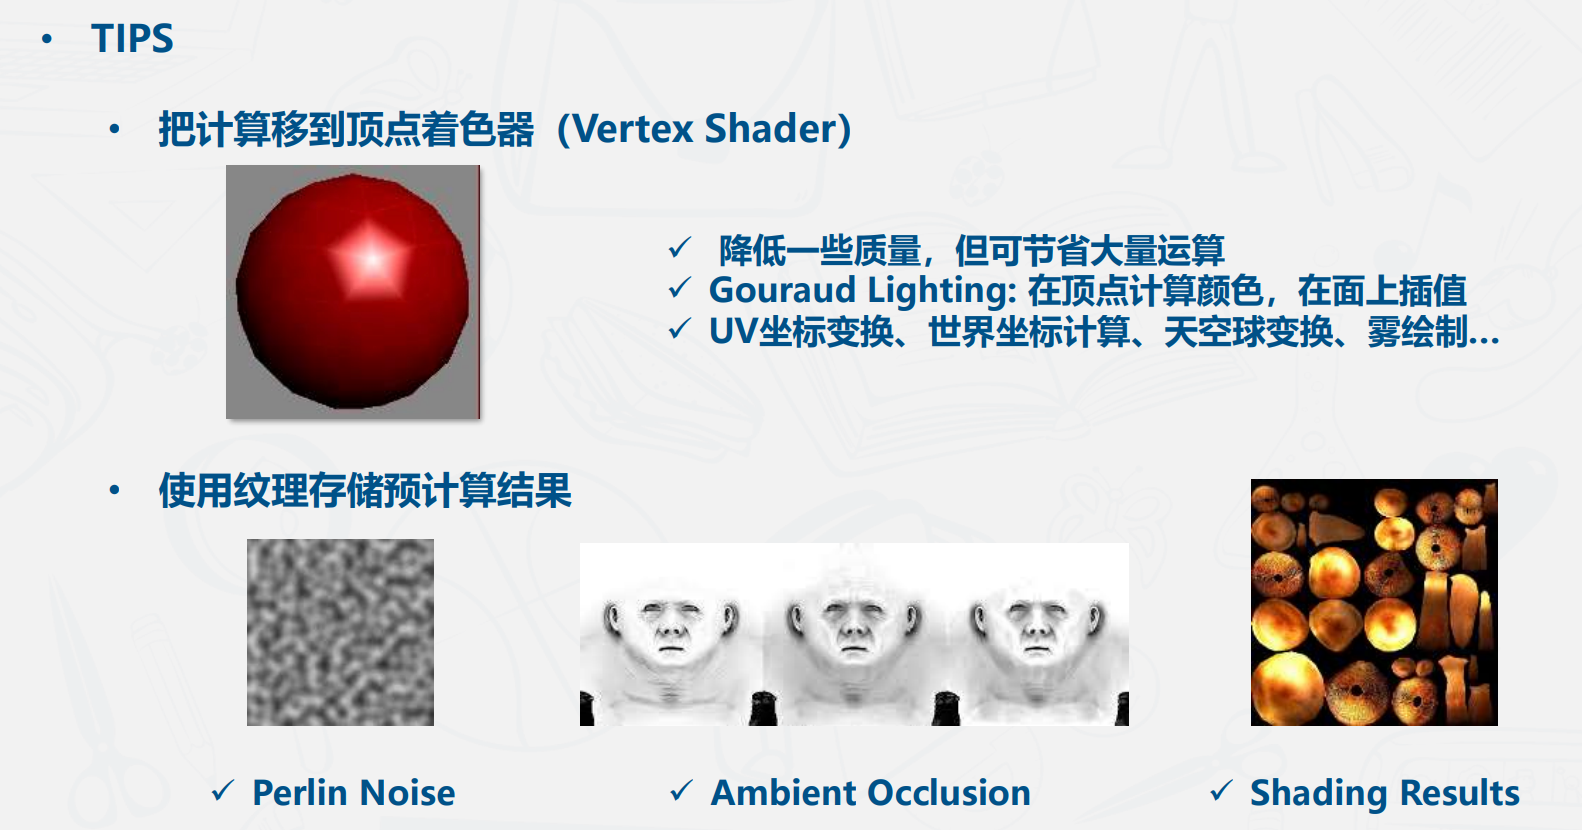 • TIPS
• 把计算移到顶点着色器（Vertex Shader）
✓ 降低一些质量，但可节省大量运算
✓ Gouraud Lighting: 在顶点计算颜色，在面上插值
✓ UV坐标变换、世界坐标计算、天空球变换、雾绘制...
• 使用纹理存储预计算结果
✓ Perlin Noise
✓ Ambient Occlusion
✓ Shading Results